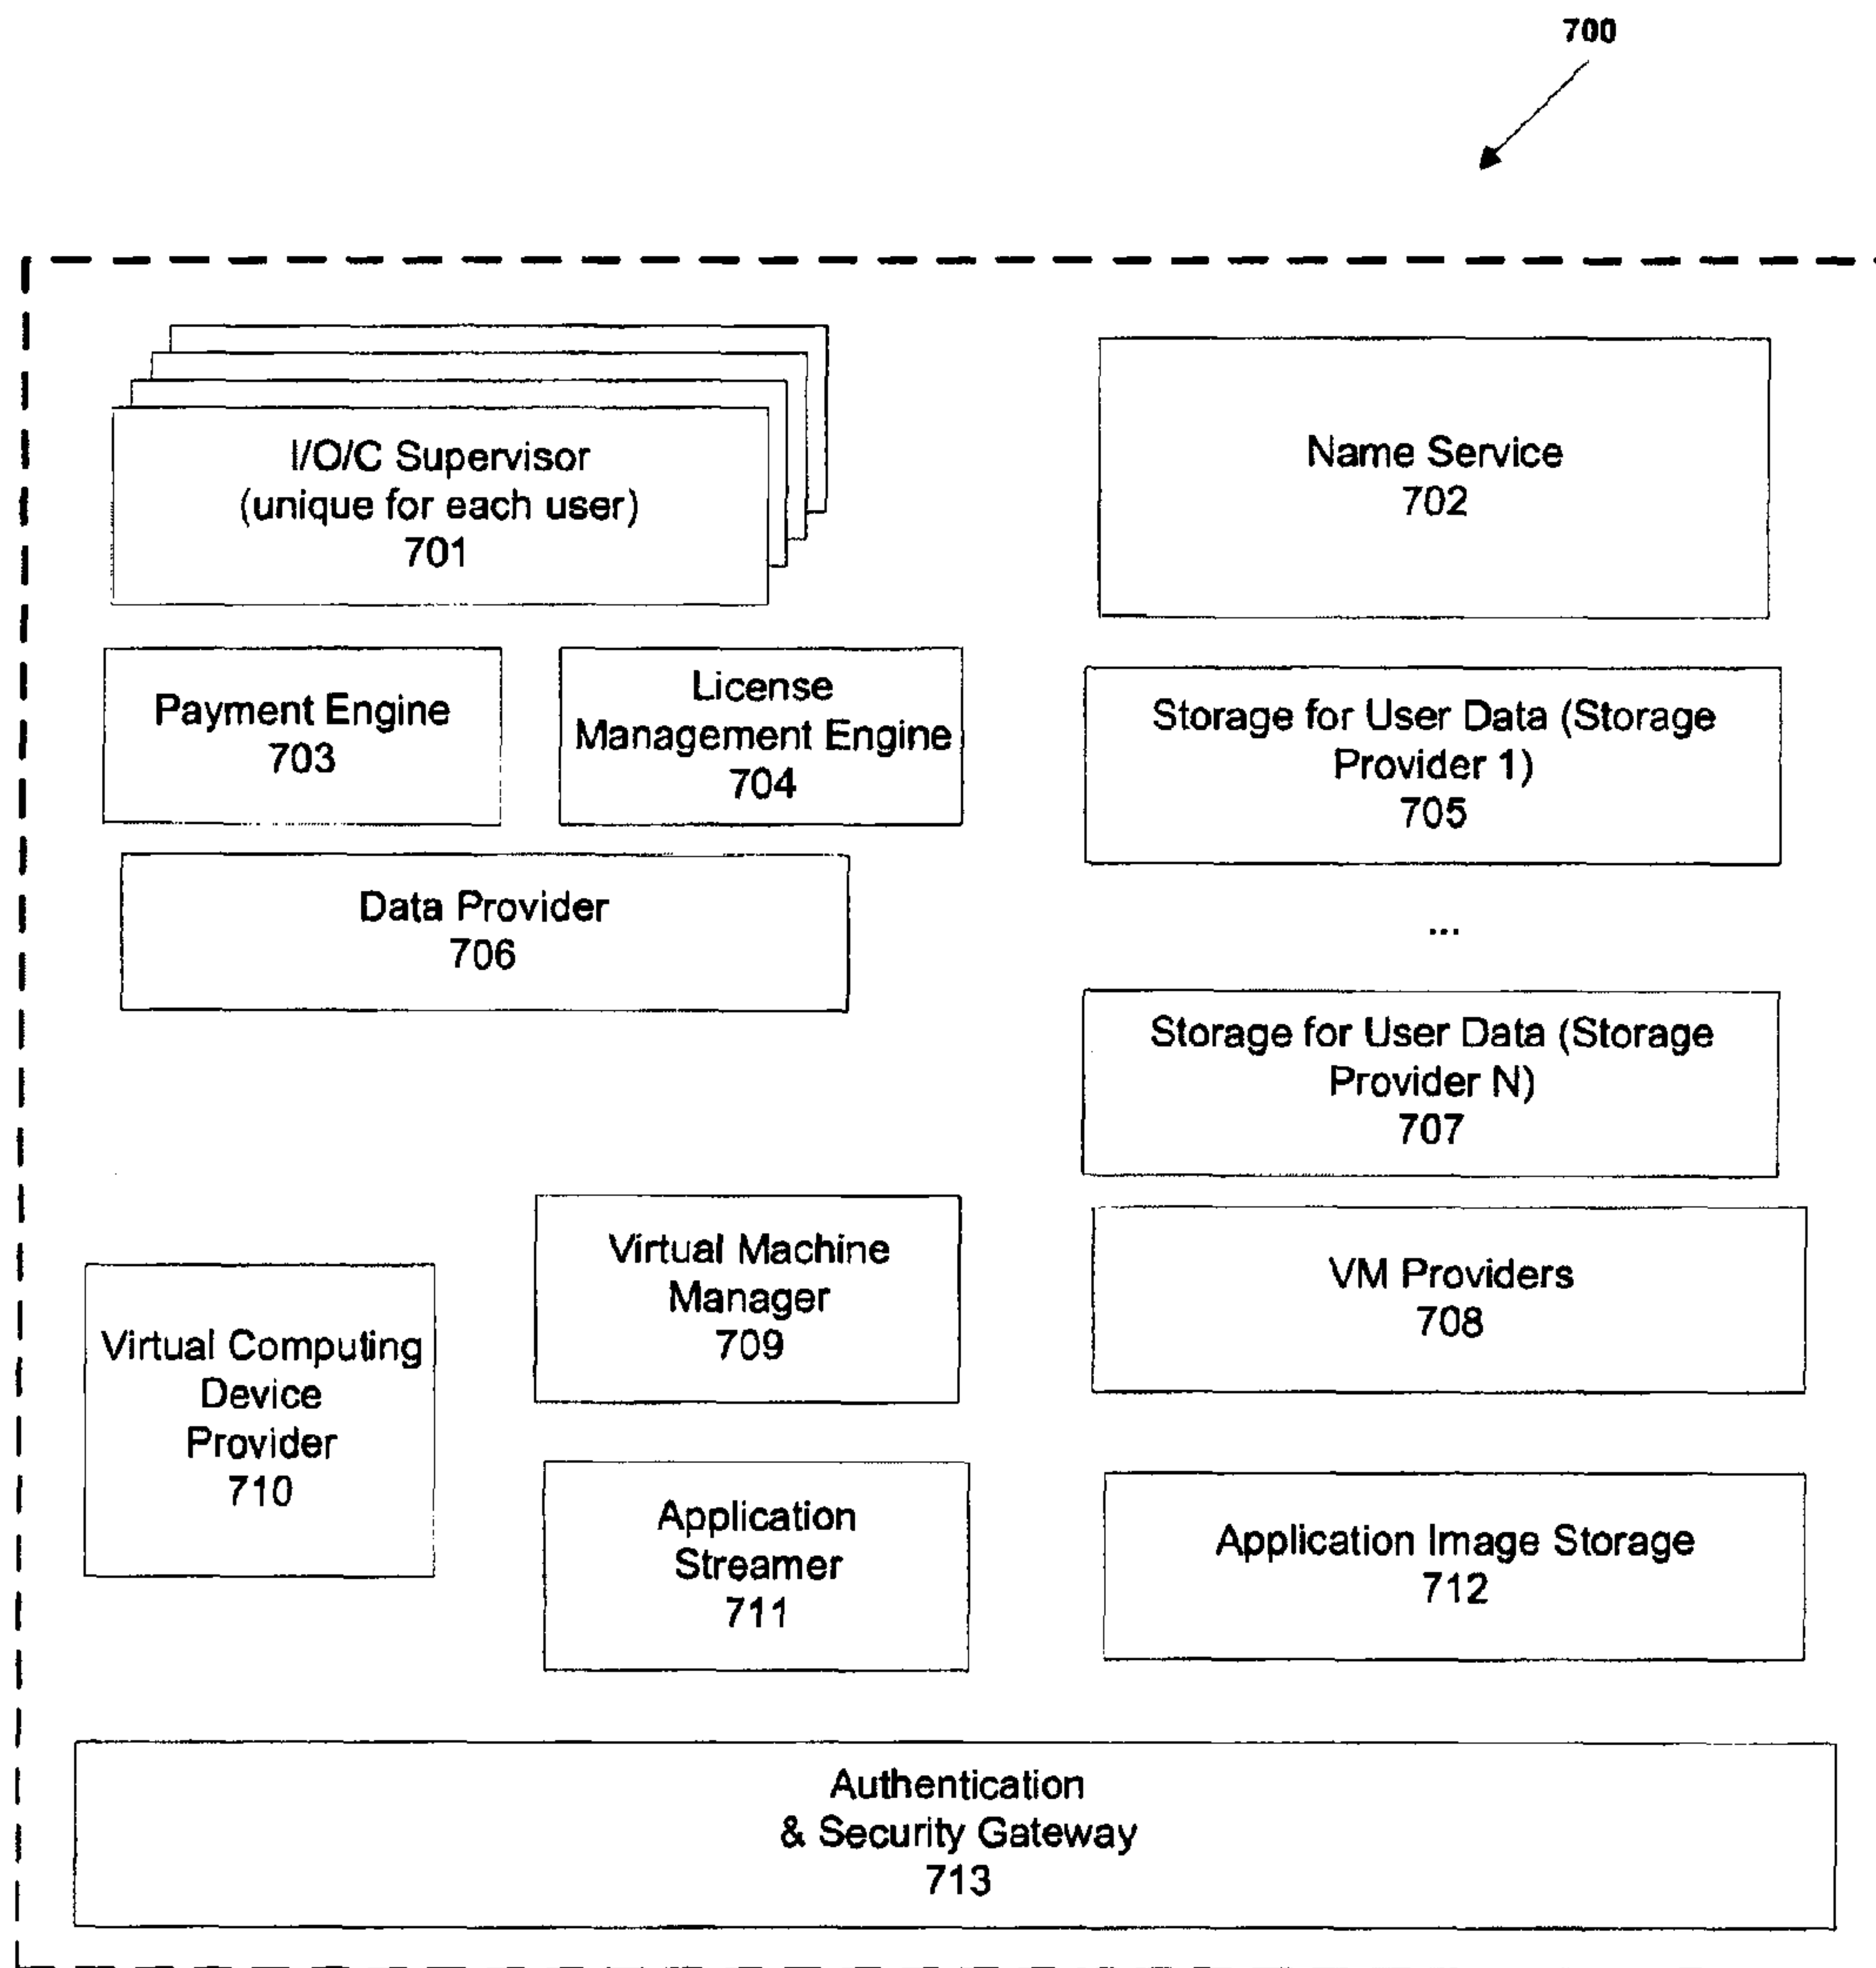 700
I/O/C Supervisor
(unique for each user)
701
Name Service
702
Payment Engine
703
License
Management Engine
704
Storage for User Data (Storage
Provider 1)
705
Data Provider
706
...
Storage for User Data (Storage
Provider N)
707
Virtual Machine
Manager
709
VM Providers
708
Virtual Computing
Device
Provider
710
Application
Streamer
711
Application Image Storage
712
Authentication
& Security Gateway
713